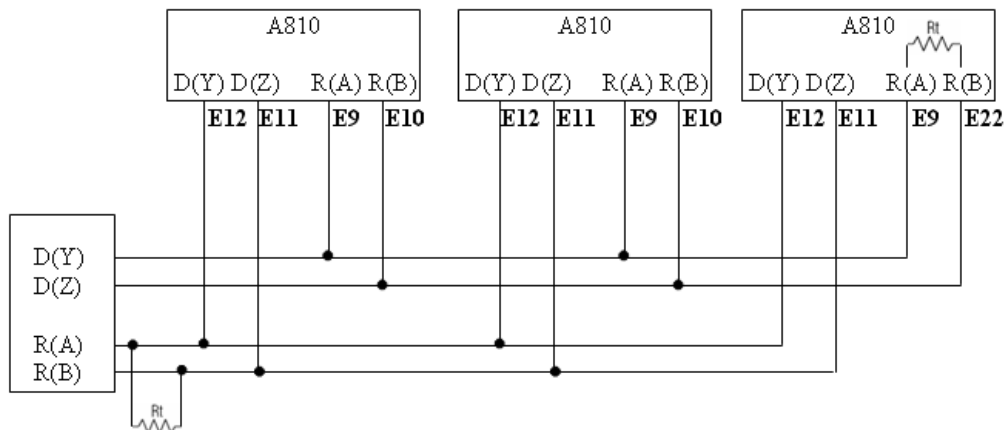 A810
D(Y) D(Z) R(A) R(B)
E12 E11 E9 E10
A810
D(Y) D(Z) R(A) R(B)
E12 E11 E9 E10
A810
Rt
D(Y) D(Z) R(A) R(B)
E12 E11 E9 E22
D(Y)
D(Z)
R(A)
R(B)
Rt